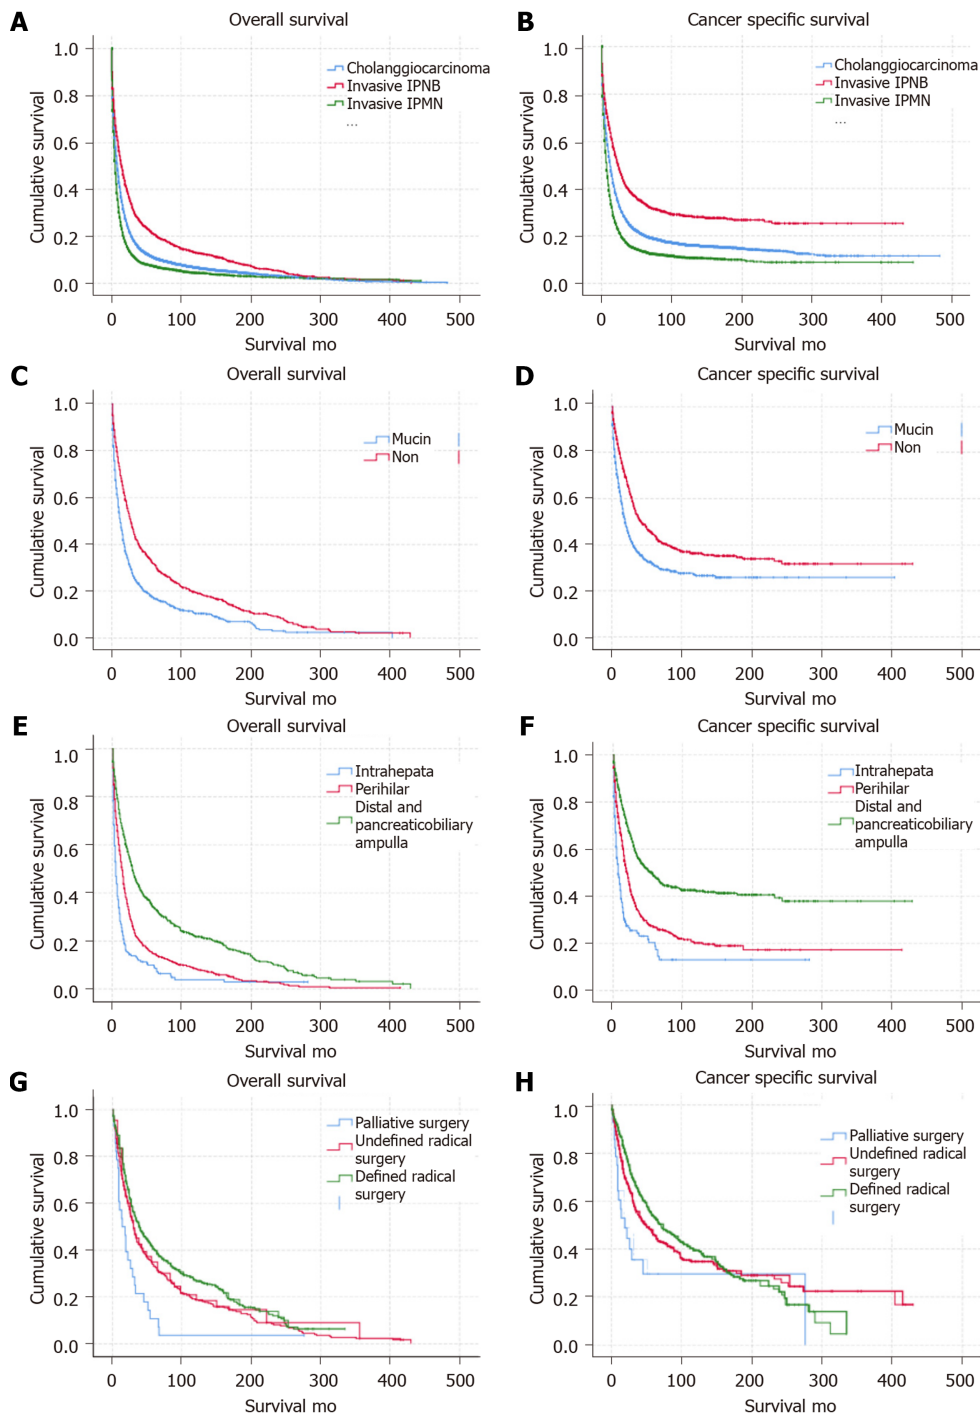 A
Overall survival
Cumulative survival
1.0
0.8
0.6
0.4
0.2
0.0
Cholanggiocarcinoma
Invasive IPNB
Invasive IPMN
...
0 100 200 300 400 500
Survival mo
B
Cancer specific survival
Cumulative survival
1.0
0.8
0.6
0.4
0.2
0.0
Cholanggiocarcinoma
Invasive IPNB
Invasive IPMN
...
0 100 200 300 400 500
Survival mo
C
Overall survival
Cumulative survival
1.0
0.8
0.6
0.4
0.2
0.0
Mucin
Non
0 100 200 300 400 500
Survival mo
D
Cancer specific survival
Cumulative survival
1.0
0.8
0.6
0.4
0.2
0.0
Mucin
Non
0 100 200 300 400 500
Survival mo
E
Overall survival
Cumulative survival
1.0
0.8
0.6
0.4
0.2
0.0
Intrahepata
Perihilar
Distal and
pancreaticobiliary
ampulla
0 100 200 300 400 500
Survival mo
F
Cancer specific survival
Cumulative survival
1.0
0.8
0.6
0.4
0.2
0.0
Intrahepata
Perihilar
Distal and
pancreaticobiliary
ampulla
0 100 200 300 400 500
Survival mo
G
Overall survival
Cumulative survival
1.0
0.8
0.6
0.4
0.2
0.0
Palliative surgery
Undefined radical
surgery
Defined radical
surgery
0 100 200 300 400 500
Survival mo
H
Cancer specific survival
Cumulative survival
1.0
0.8
0.6
0.4
0.2
0.0
Palliative surgery
Undefined radical
surgery
Defined radical
surgery
0 100 200 300 400 500
Survival mo